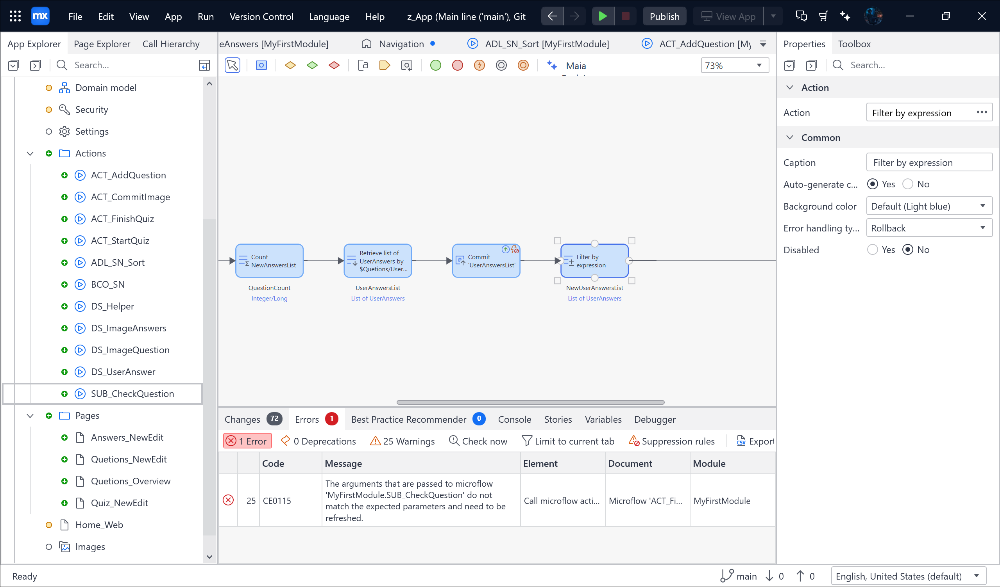 mx File Edit View App Run Version Control Language Help z_App (Main line ('main'), Git Publish View App
App Explorer Page Explorer Call Hierarchy
Search...
Domain model
Security
Settings
Actions
ACT_AddQuestion
ACT_CommitImage
ACT_FinishQuiz
ACT_StartQuiz
ADL_SN_Sort
BCO_SN
DS_Helper
DS_ImageAnswers
DS_ImageQuestion
DS_UserAnswer
SUB_CheckQuestion
Pages
Answers_NewEdit
Quetions_NewEdit
Quetions_Overview
Quiz_NewEdit
Home_Web
Images
eAnswers [MyFirstModule] Navigation ADL_SN_Sort [MyFirstModule] ACT_AddQuestion [My
Maia
73%
Count
NewAnswersList
QuestionCount
Integer/Long
Retrieve list of
UserAnswers by
$Quetions/User...
UserAnswersList
List of UserAnswers
Commit
'UserAnswersList'
Filter by
expression
NewUserAnswersList
List of UserAnswers
Changes 72 Errors 1 Best Practice Recommender 0 Console Stories Variables Debugger
1 Error 0 Deprecations 25 Warnings Check now Limit to current tab Suppression rules CSV Export
Code Message Element Document Module
25 CE0115 The arguments that are passed to microflow
'MyFirstModule.SUB_CheckQuestion' do not
match the expected parameters and need to be
refreshed.
Call microflow acti... Microflow 'ACT_Fi... MyFirstModule
Properties Toolbox
Search...
Action
Action Filter by expression
Common
Caption Filter by expression
Auto-generate c... Yes No
Background color Default (Light blue)
Error handling ty... Rollback
Disabled Yes No
Ready main 0 0 English, United States (default)